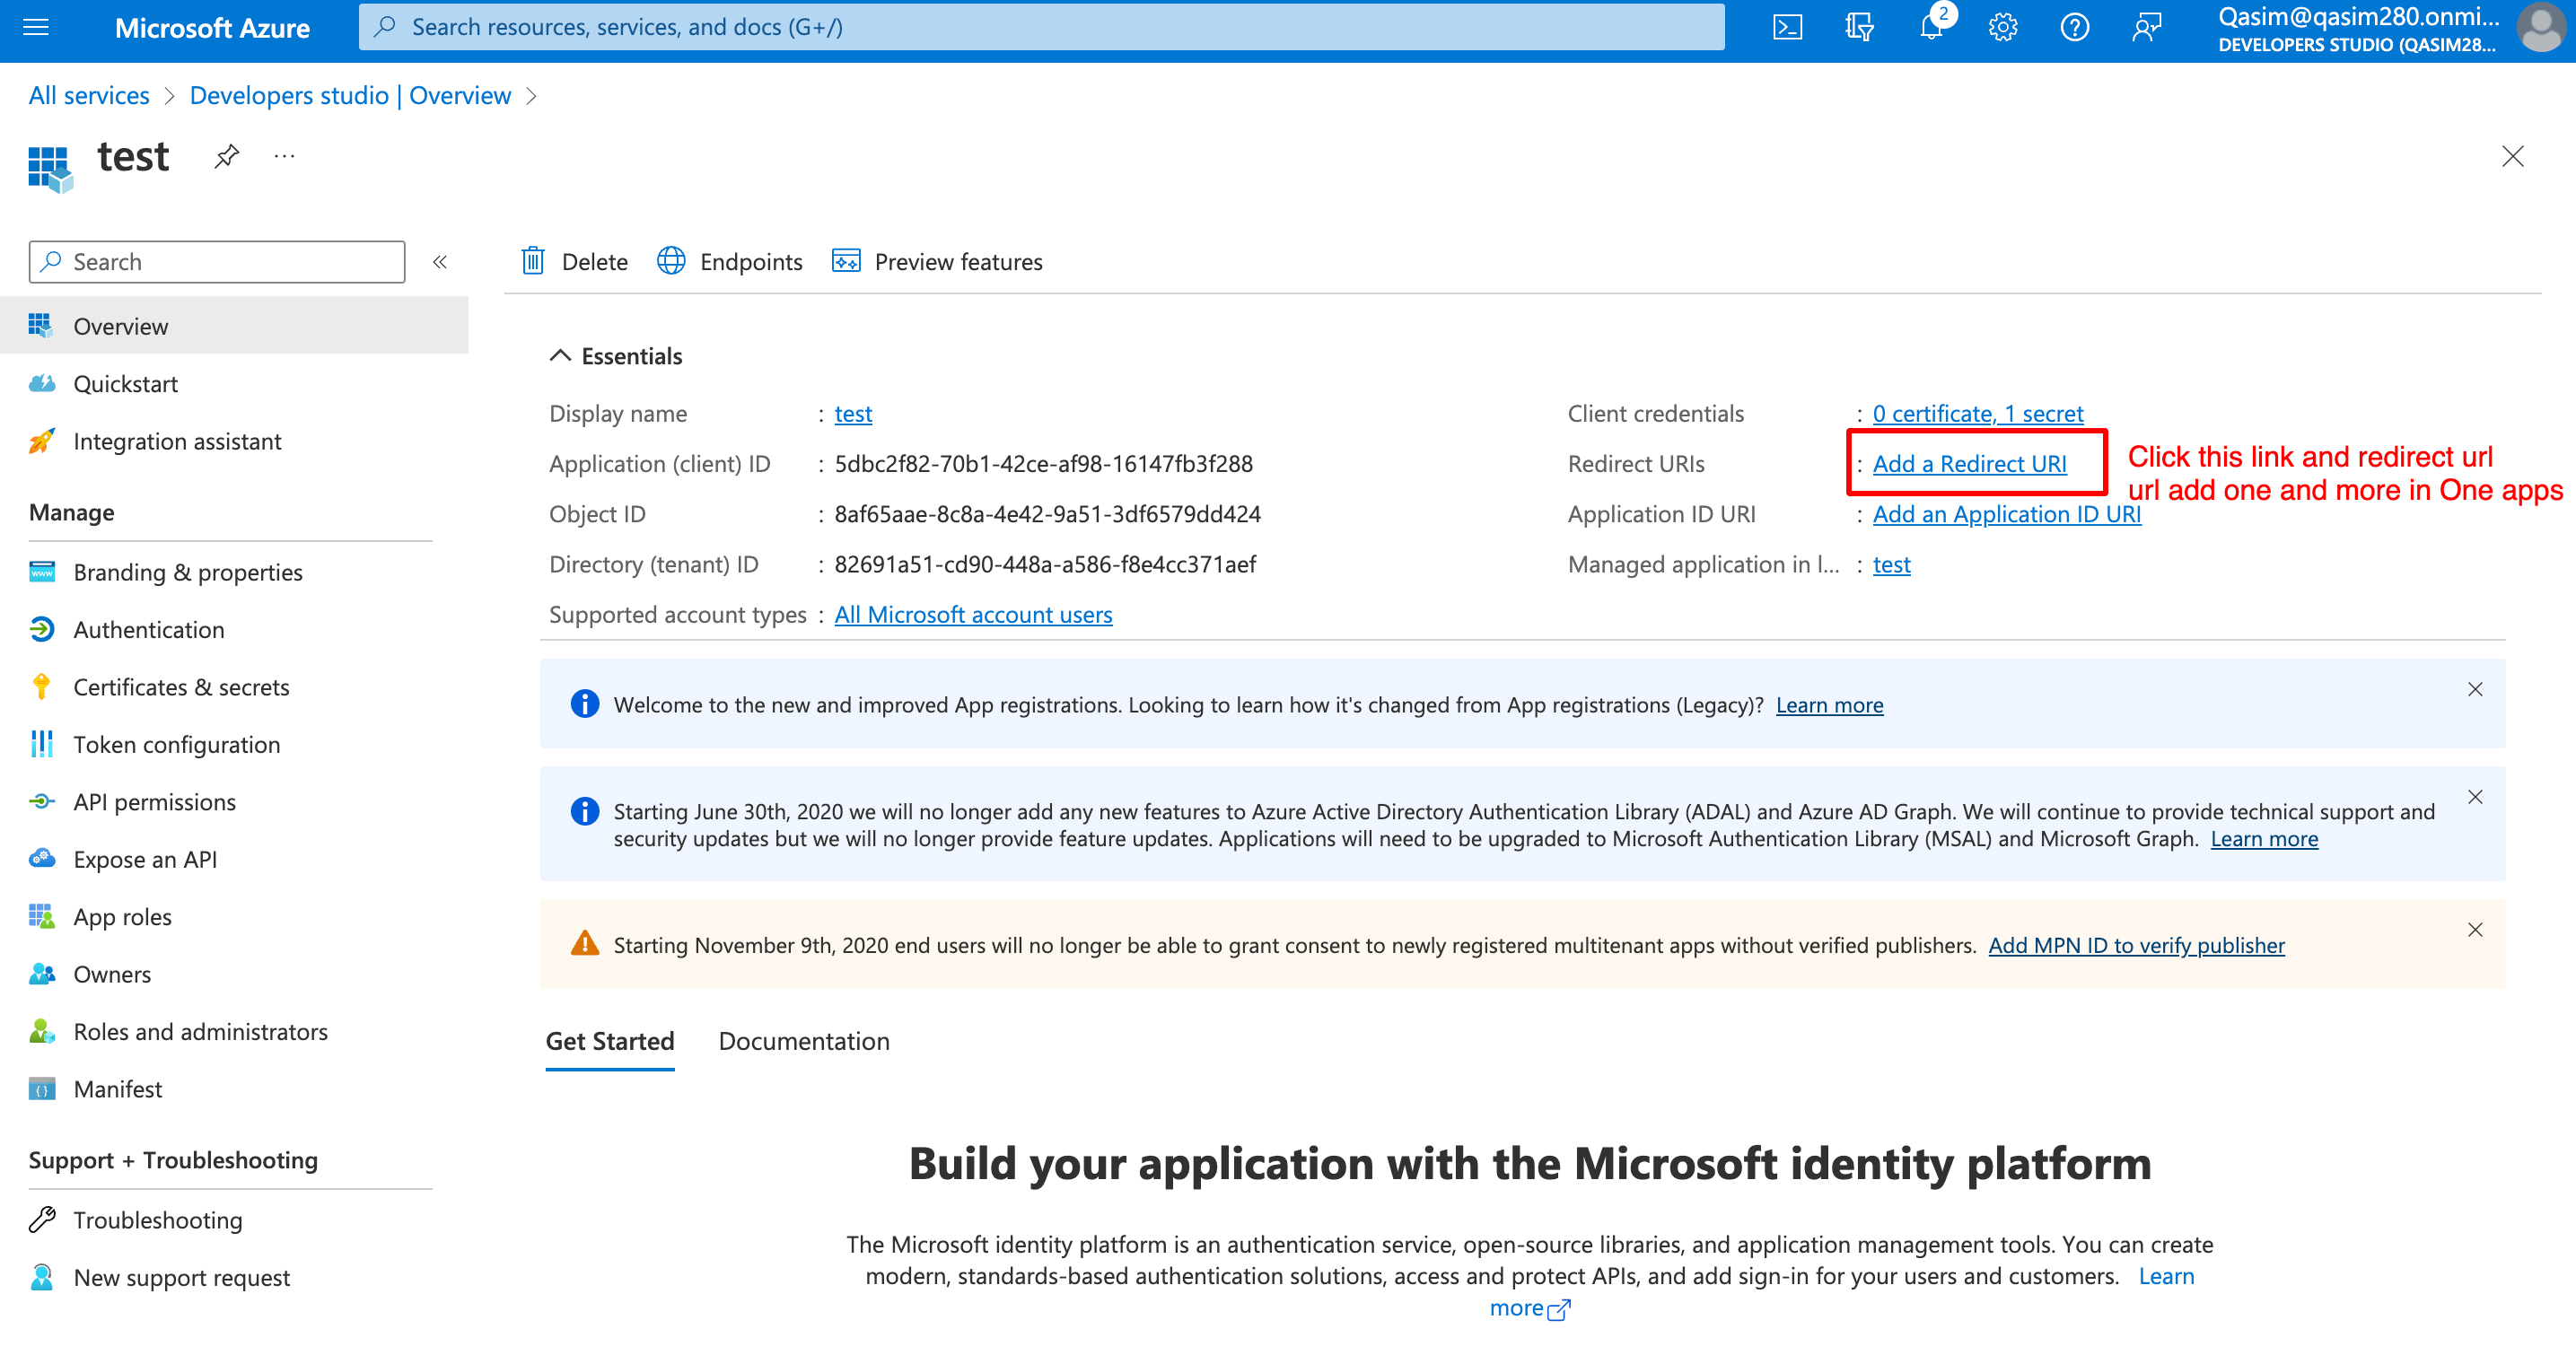 Microsoft Azure
Search resources, services, and docs (G+/)
2
Qasim@qasim280.onmi...
DEVELOPERS STUDIO (QASIM28...
All services > Developers studio | Overview >
test
...
Search
«
Delete
Endpoints
Preview features
Overview
Quickstart
Integration assistant
Manage
Branding & properties
Authentication
Certificates & secrets
Token configuration
API permissions
Expose an API
App roles
Owners
Roles and administrators
Manifest
Support + Troubleshooting
Troubleshooting
New support request
Essentials
Display name : test
Application (client) ID : 5dbc2f82-70b1-42ce-af98-16147fb3f288
Object ID : 8af65aae-8c8a-4e42-9a51-3df6579dd424
Directory (tenant) ID : 82691a51-cd90-448a-a586-f8e4cc371aef
Supported account types : All Microsoft account users
Client credentials : 0 certificate, 1 secret
Redirect URIs : Add a Redirect URI
Application ID URI : Add an Application ID URI
Managed application in l... : test
Click this link and redirect url
url add one and more in One apps
Welcome to the new and improved App registrations. Looking to learn how it's changed from App registrations (Legacy)? Learn more
Starting June 30th, 2020 we will no longer add any new features to Azure Active Directory Authentication Library (ADAL) and Azure AD Graph. We will continue to provide technical support and
security updates but we will no longer provide feature updates. Applications will need to be upgraded to Microsoft Authentication Library (MSAL) and Microsoft Graph. Learn more
Starting November 9th, 2020 end users will no longer be able to grant consent to newly registered multitenant apps without verified publishers. Add MPN ID to verify publisher
Get Started
Documentation
Build your application with the Microsoft identity platform
The Microsoft identity platform is an authentication service, open-source libraries, and application management tools. You can create
modern, standards-based authentication solutions, access and protect APIs, and add sign-in for your users and customers. Learn
more